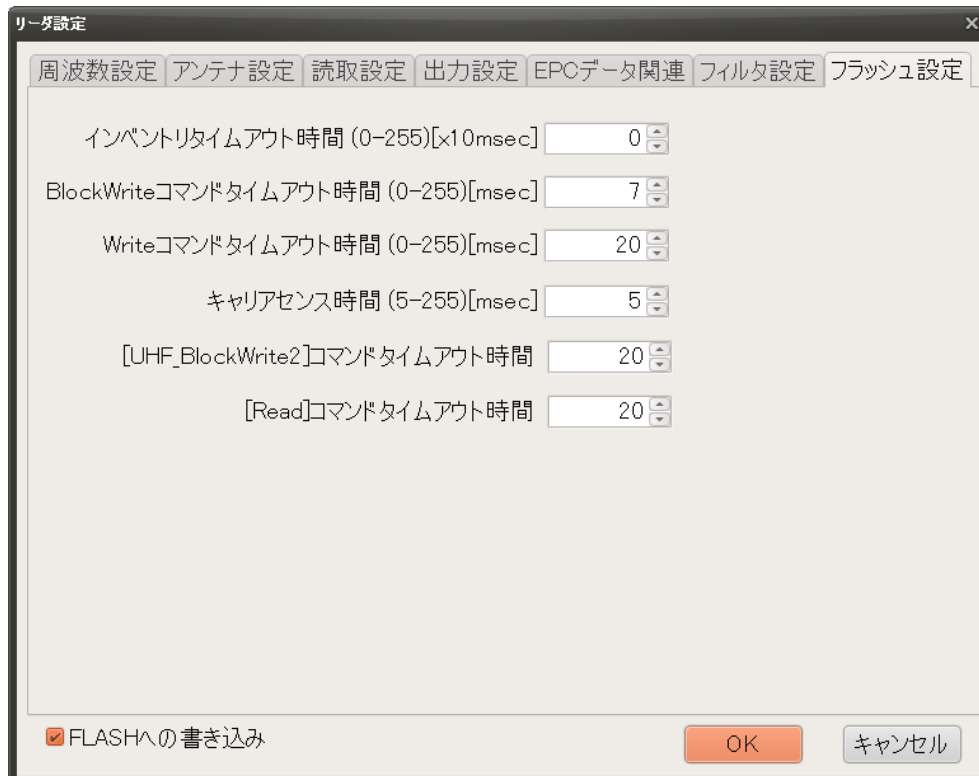 リーダ設定
周波数設定 アンテナ設定 読取設定 出力設定 EPCデータ関連 フィルタ設定 フラッシュ設定
インベントリタイムアウト時間 (0-255)[x10msec] 0
BlockWriteコマンドタイムアウト時間 (0-255)[msec] 7
Writeコマンドタイムアウト時間 (0-255)[msec] 20
キャリアセンス時間 (5-255)[msec] 5
[UHF_BlockWrite2]コマンドタイムアウト時間 20
[Read]コマンドタイムアウト時間 20
FLASHへの書き込み OK キャンセル